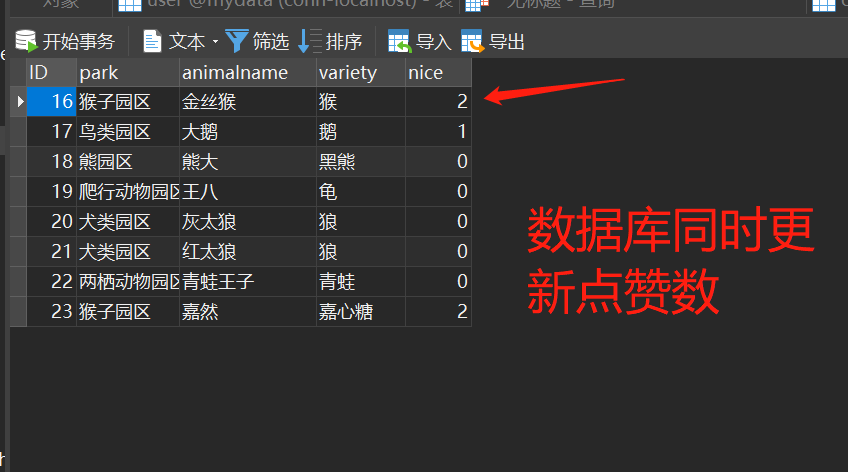 对象 user @mydata (conn-localhost) - 表 无标题 - 查询
开始事务 文本 筛选 排序 导入 导出
ID park animalname variety nice
16 猴子园区 金丝猴 猴 2
17 鸟类园区 大鹅 鹅 1
18 熊园区 熊大 黑熊 0
19 爬行动物园区 王八 龟 0
20 犬类园区 灰太狼 狼 0
21 犬类园区 红太狼 狼 0
22 两栖动物园区 青蛙王子 青蛙 0
23 猴子园区 嘉然 嘉心糖 2
数据库同时更
新点赞数